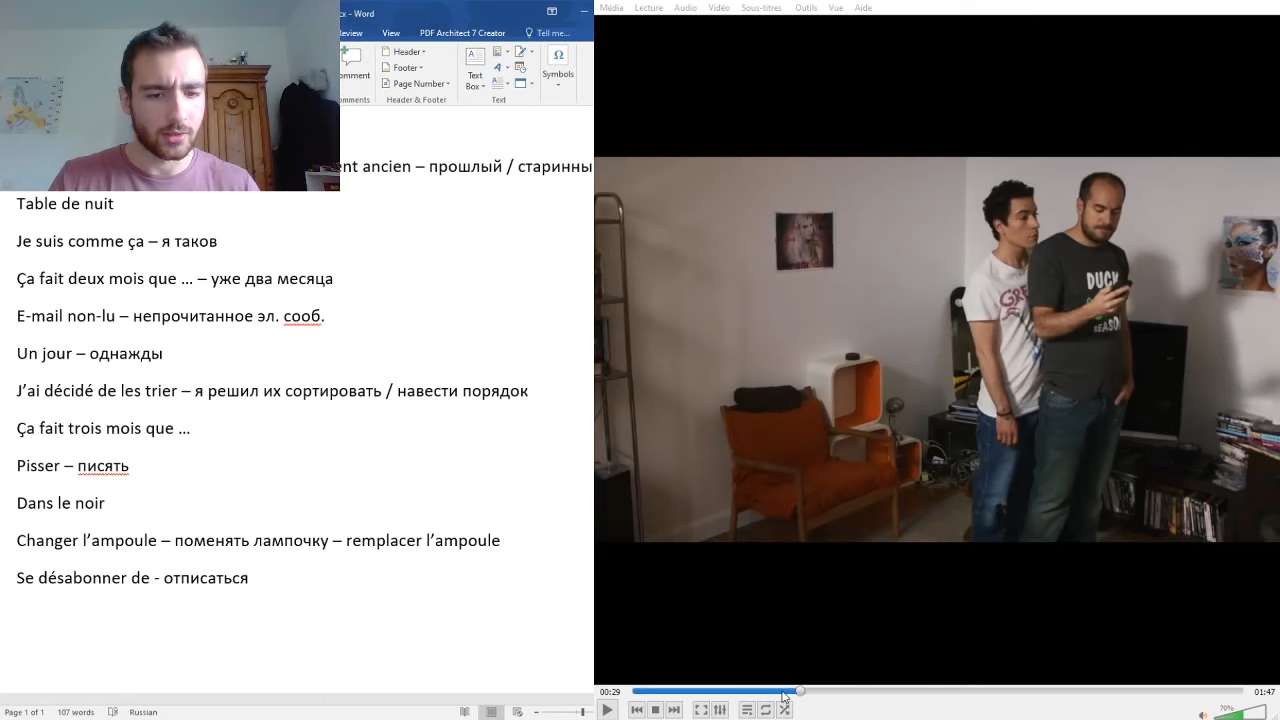 cx - Word
Review View PDF Architect 7 Creator Tell me...
Comment
Header
Footer
Page Number
Text Box
Symbols
mments Header & Footer Text
ent ancien – прошлый / старинны
Table de nuit
Je suis comme ça – я таков
Ça fait deux mois que ... – уже два месяца
E-mail non-lu – непрочитанное эл. сооб.
Un jour – однажды
J’ai décidé de les trier – я решил их сортировать / навести порядок
Ça fait trois mois que ...
Pisser – писять
Dans le noir
Changer l’ampoule – поменять лампочку – remplacer l’ampoule
Se désabonner de - отписаться
Page 1 of 1 107 words Russian
Média Lecture Audio Vidéo Sous-titres Outils Vue Aide
DUCK
SEASON
00:29
01:47
70%